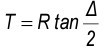 T = R tan Δ/2